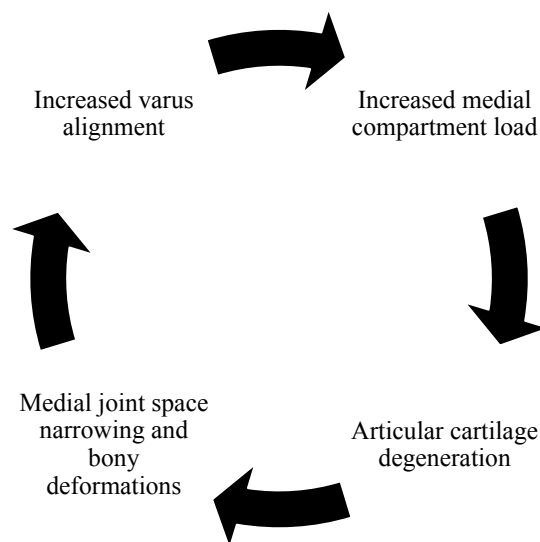 Increased varus
alignment
Increased medial
compartment load
Articular cartilage
degeneration
Medial joint space
narrowing and
bony
deformations